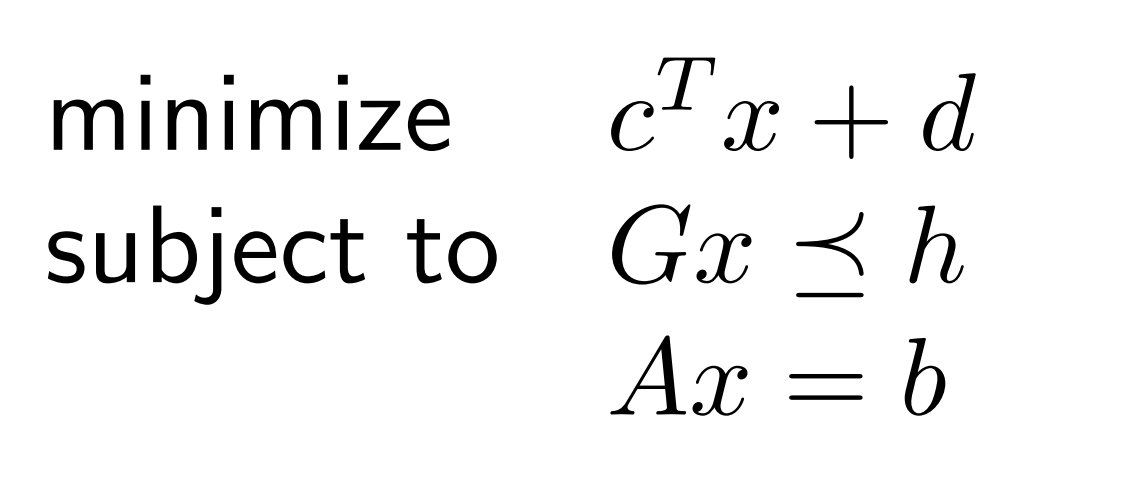 minimize c^T x + d
subject to Gx ⪯ h
Ax = b